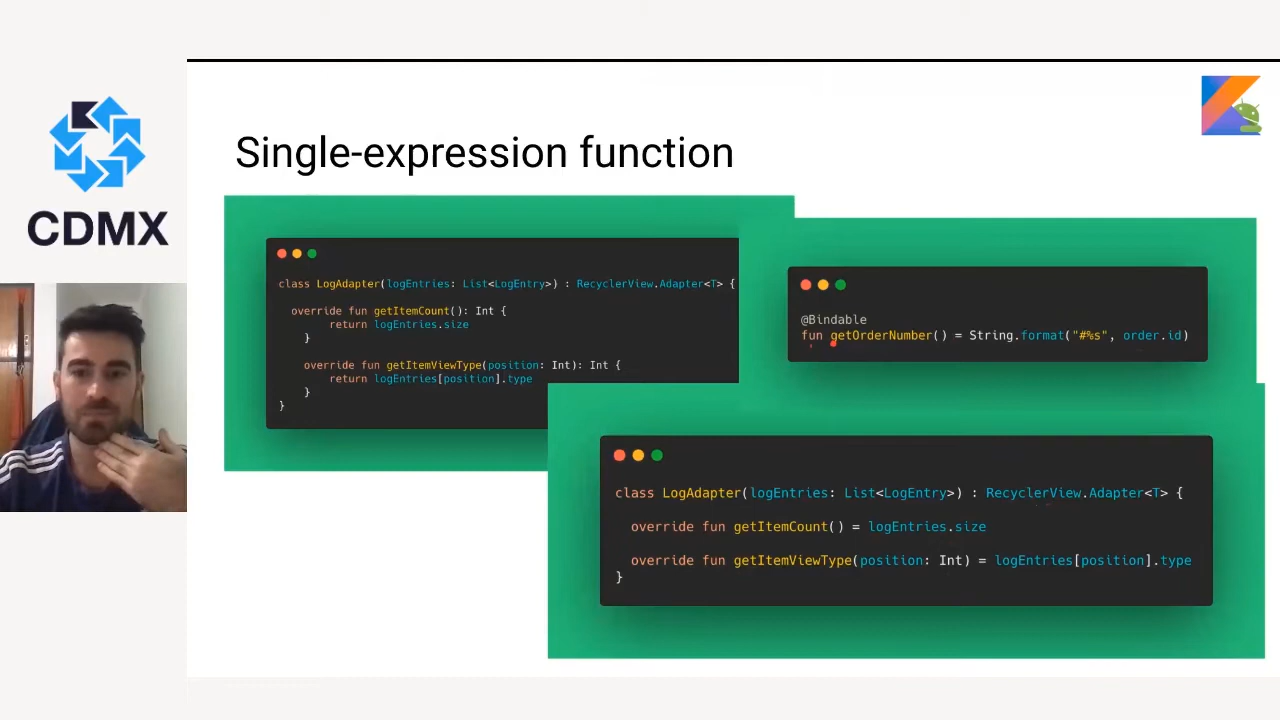 CDMX
Single-expression function
class LogAdapter(logEntries: List<LogEntry>) : RecyclerView.Adapter<T> {
override fun getItemCount(): Int {
return logEntries.size
}
override fun getItemViewType(position: Int): Int {
return logEntries[position].type
}
}
@Bindable
fun getOrderNumber() = String.format("#%s", order.id)
class LogAdapter(logEntries: List<LogEntry>) : RecyclerView.Adapter<T> {
override fun getItemCount() = logEntries.size
override fun getItemViewType(position: Int) = logEntries[position].type
}